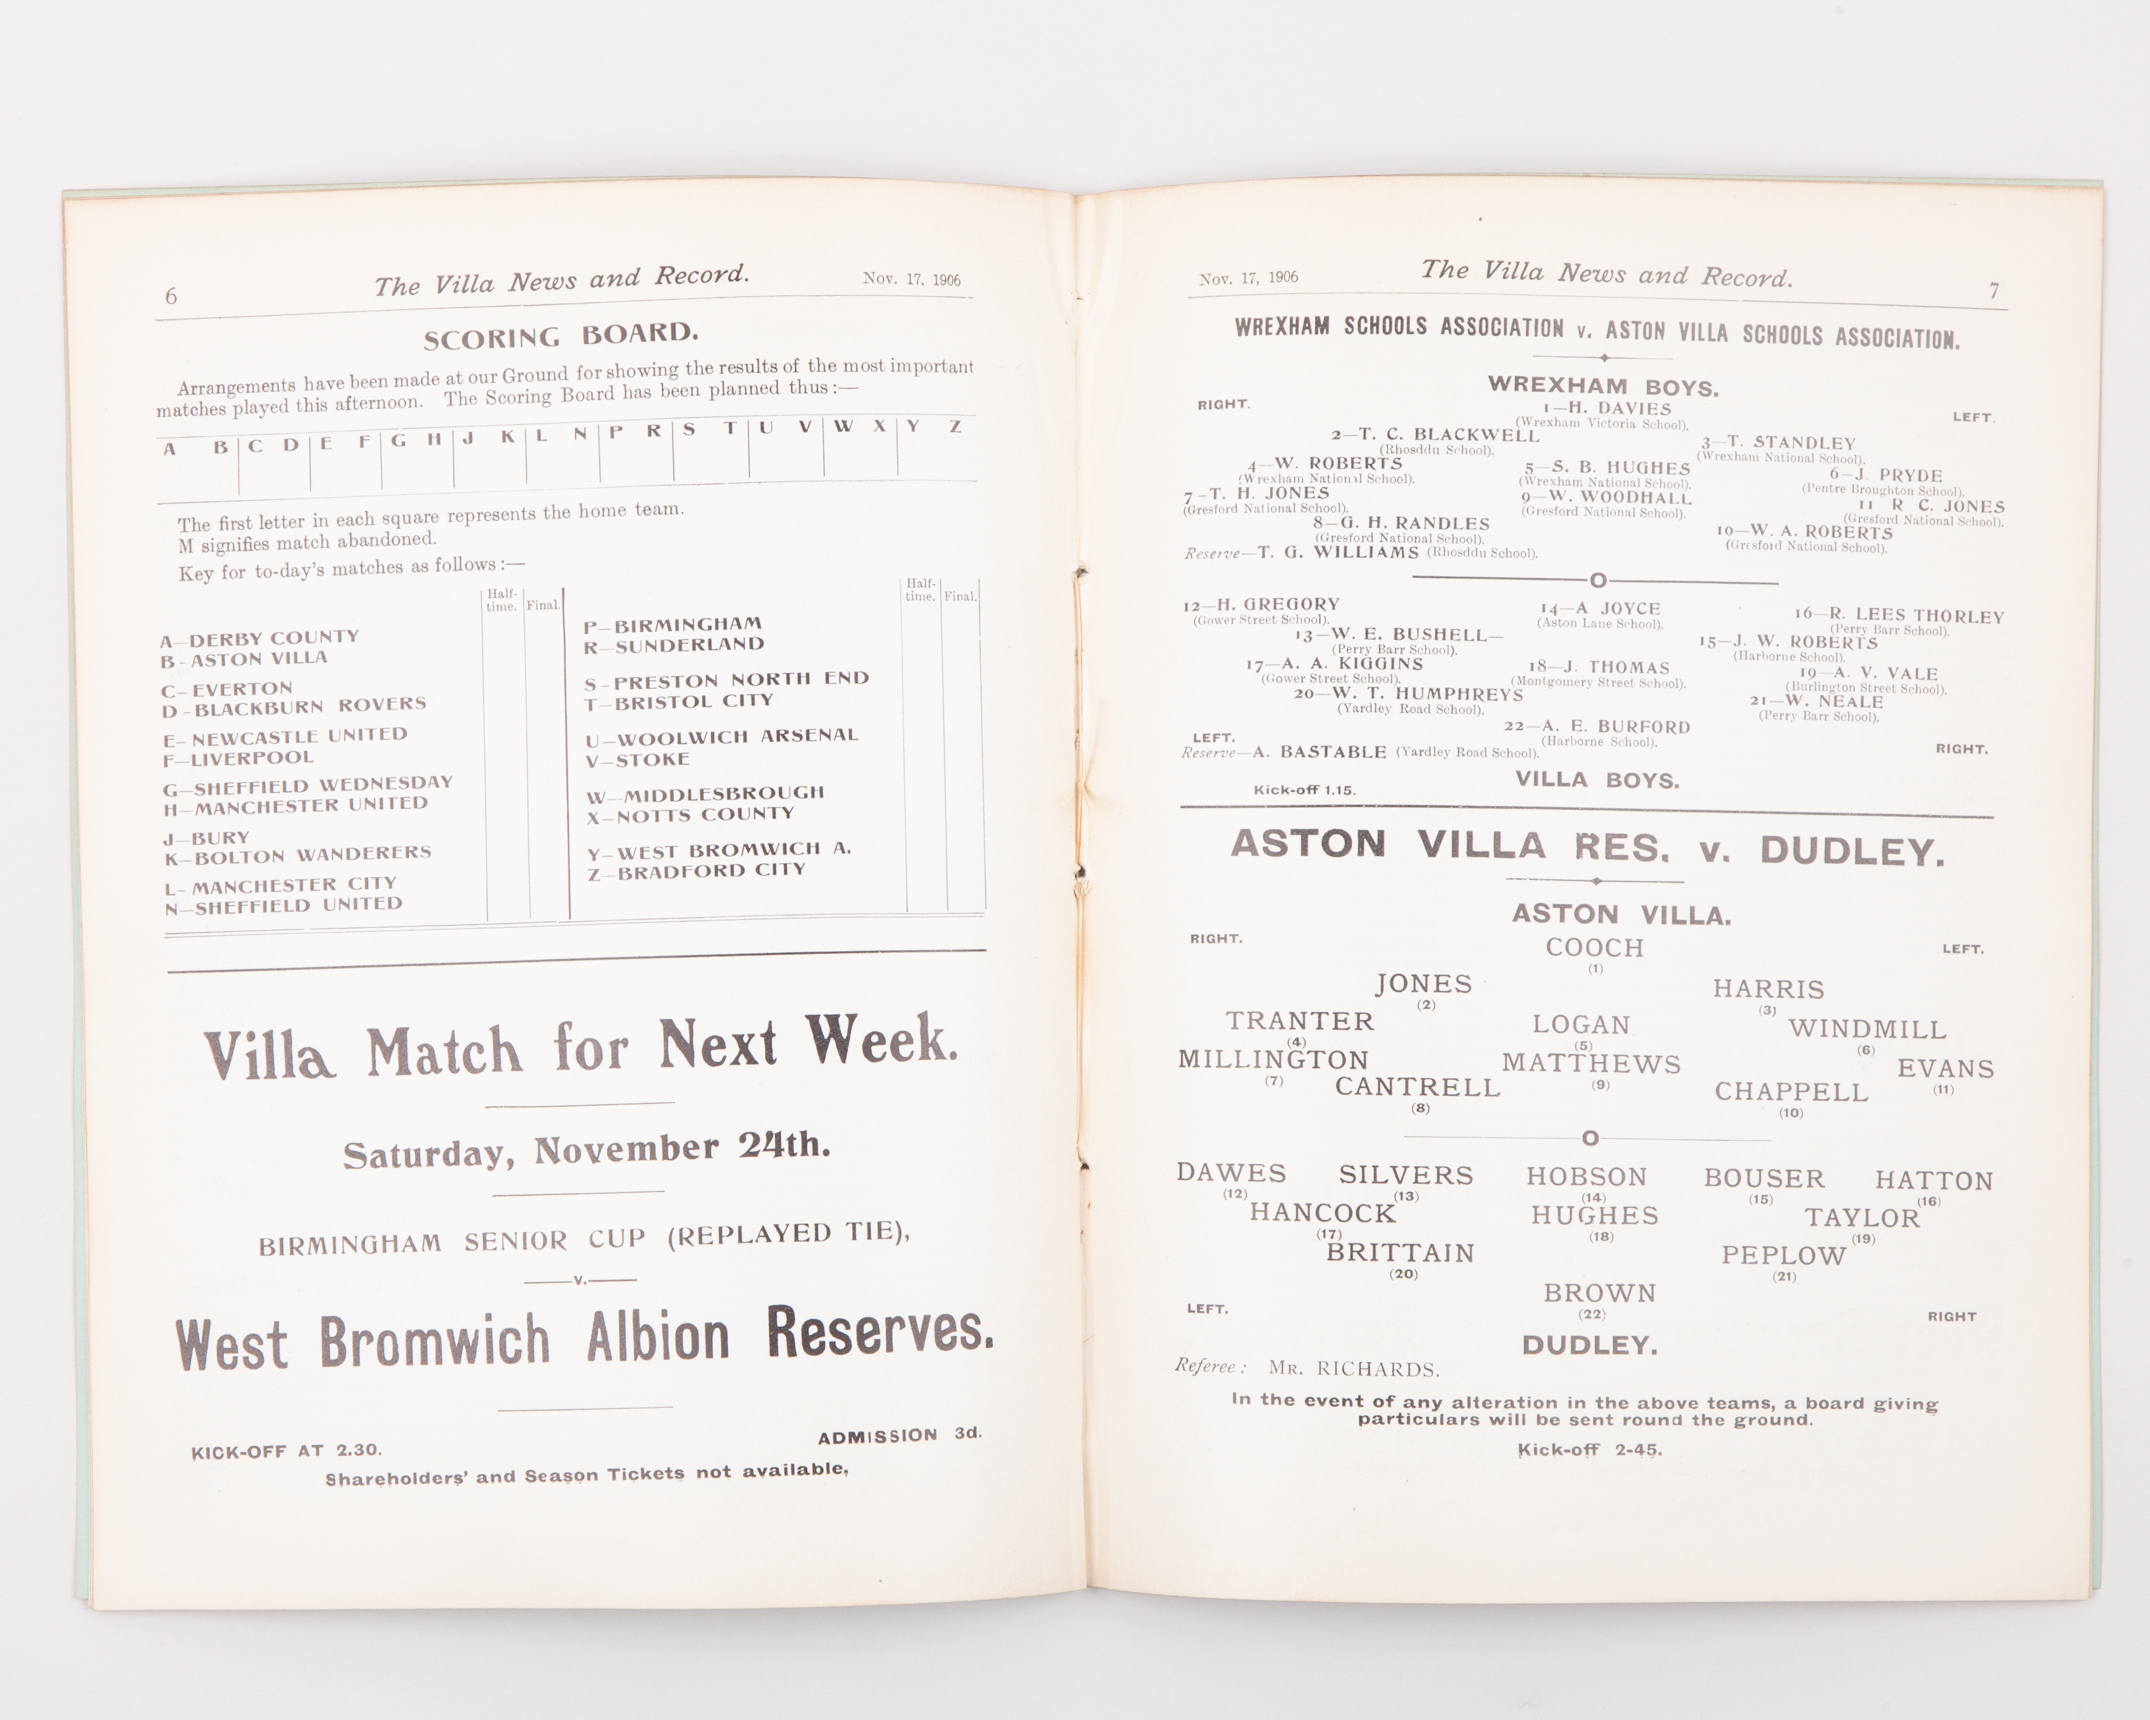 6 The Villa News and Record. Nov. 17, 1906
SCORING BOARD.
Arrangements have been made at our Ground for showing the results of the most important
matches played this afternoon. The Scoring Board has been planned thus :—
A B C D E F G H J K L N P R S T U V W X Y Z
The first letter in each square represents the home team.
M signifies match abandoned.
Key for to-day's matches as follows :—
Half-time. Final.
A—DERBY COUNTY
B-ASTON VILLA
C—EVERTON
D-BLACKBURN ROVERS
E—NEWCASTLE UNITED
F—LIVERPOOL
G—SHEFFIELD WEDNESDAY
H—MANCHESTER UNITED
J—BURY
K—BOLTON WANDERERS
L—MANCHESTER CITY
N—SHEFFIELD UNITED
Half-time. Final.
P—BIRMINGHAM
R—SUNDERLAND
S-PRESTON NORTH END
T—BRISTOL CITY
U—WOOLWICH ARSENAL
V—STOKE
W—MIDDLESBROUGH
X—NOTTS COUNTY
Y—WEST BROMWICH A.
Z—BRADFORD CITY
Villa Match for Next Week.
Saturday, November 24th.
BIRMINGHAM SENIOR CUP (REPLAYED TIE),
v.
West Bromwich Albion Reserves.
KICK-OFF AT 2.30. ADMISSION 3d.
Shareholders' and Season Tickets not available,
Nov. 17, 1906 The Villa News and Record. 7
WREXHAM SCHOOLS ASSOCIATION v. ASTON VILLA SCHOOLS ASSOCIATION.
WREXHAM BOYS.
RIGHT. 1—H. DAVIES LEFT.
(Wrexham Victoria School).
2—T. C. BLACKWELL 3—T. STANDLEY
(Rhosddu School). (Wrexham National School).
4—W. ROBERTS 5—S. B. HUGHES 6—J PRYDE
(Wrexham National School). (Wrexham National School). (Pentre Broughton School).
7-T. H. JONES 9—W. WOODHALL 11 R C. JONES
(Gresford National School). (Gresford National School). (Gresford National School).
8—G. H. RANDLES 10—W. A. ROBERTS
(Gresford National School). (Gresford National School).
Reserve—T. G. WILLIAMS (Rhosddu School).
O
12—H. GREGORY 14—A JOYCE 16—R. LEES THORLEY
(Gower Street School). (Aston Lane School). (Perry Barr School).
13—W. E. BUSHELL— 15—J. W. ROBERTS
(Perry Barr School). (Harborne School).
17—A. A. KIGGINS 18—J. THOMAS 19—A. V. VALE
(Gower Street School). (Montgomery Street School). (Burlington Street School).
20—W. T. HUMPHREYS 21—W. NEALE
(Yardley Road School). (Perry Barr School).
22—A. E. BURFORD
LEFT. (Harborne School). RIGHT.
Reserve—A. BASTABLE (Yardley Road School).
VILLA BOYS.
Kick-off 1.15.
ASTON VILLA RES. v. DUDLEY.
ASTON VILLA.
RIGHT. COOCH LEFT.
(1)
JONES HARRIS
(2) (3)
TRANTER LOGAN WINDMILL
(4) (5) (6)
MILLINGTON MATTHEWS EVANS
(7) (9) (11)
CANTRELL CHAPPELL
(8) (10)
O
DAWES SILVERS HOBSON BOUSER HATTON
(12) (13) (14) (15) (16)
HANCOCK HUGHES TAYLOR
(17) (18) (19)
BRITTAIN PEPLOW
(20) (21)
BROWN
LEFT. (22) RIGHT
DUDLEY.
Referee : MR. RICHARDS.
In the event of any alteration in the above teams, a board giving
particulars will be sent round the ground.
Kick-off 2-45.